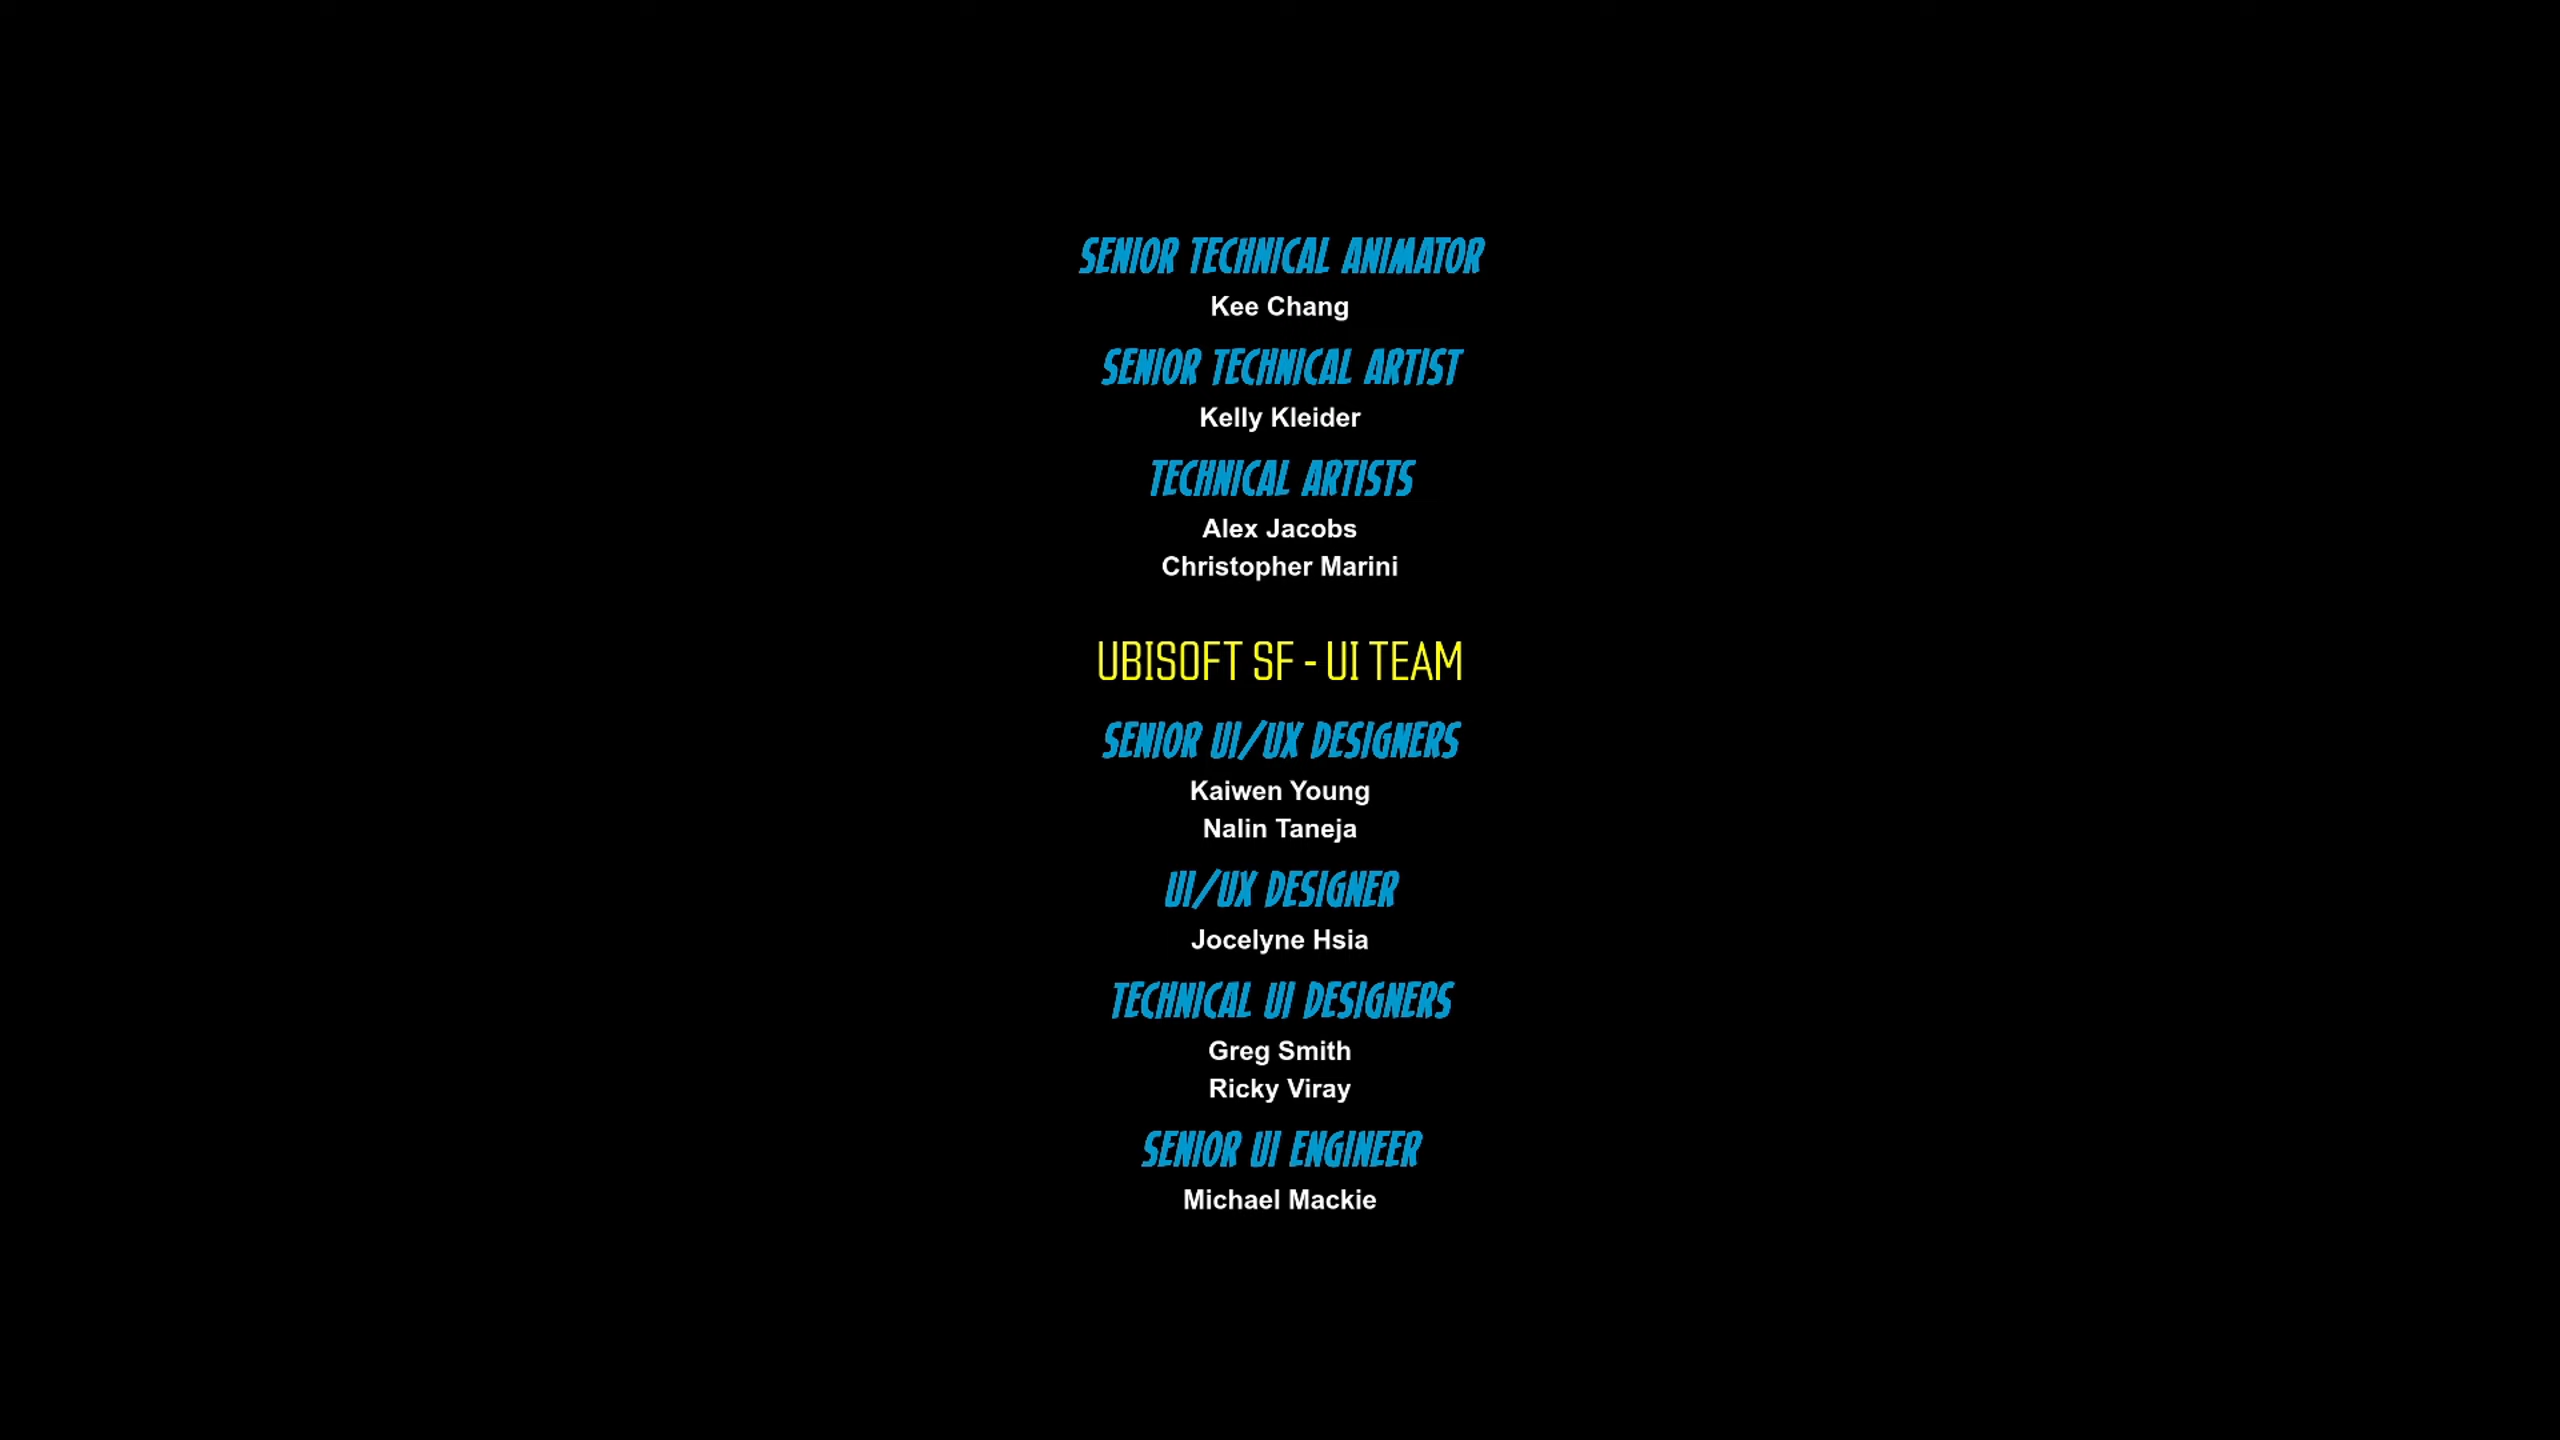 SENIOR TECHNICAL ANIMATOR
Kee Chang
SENIOR TECHNICAL ARTIST
Kelly Kleider
TECHNICAL ARTISTS
Alex Jacobs
Christopher Marini
UBISOFT SF - UI TEAM
SENIOR UI/UX DESIGNERS
Kaiwen Young
Nalin Taneja
UI/UX DESIGNER
Jocelyne Hsia
TECHNICAL UI DESIGNERS
Greg Smith
Ricky Viray
SENIOR UI ENGINEER
Michael Mackie